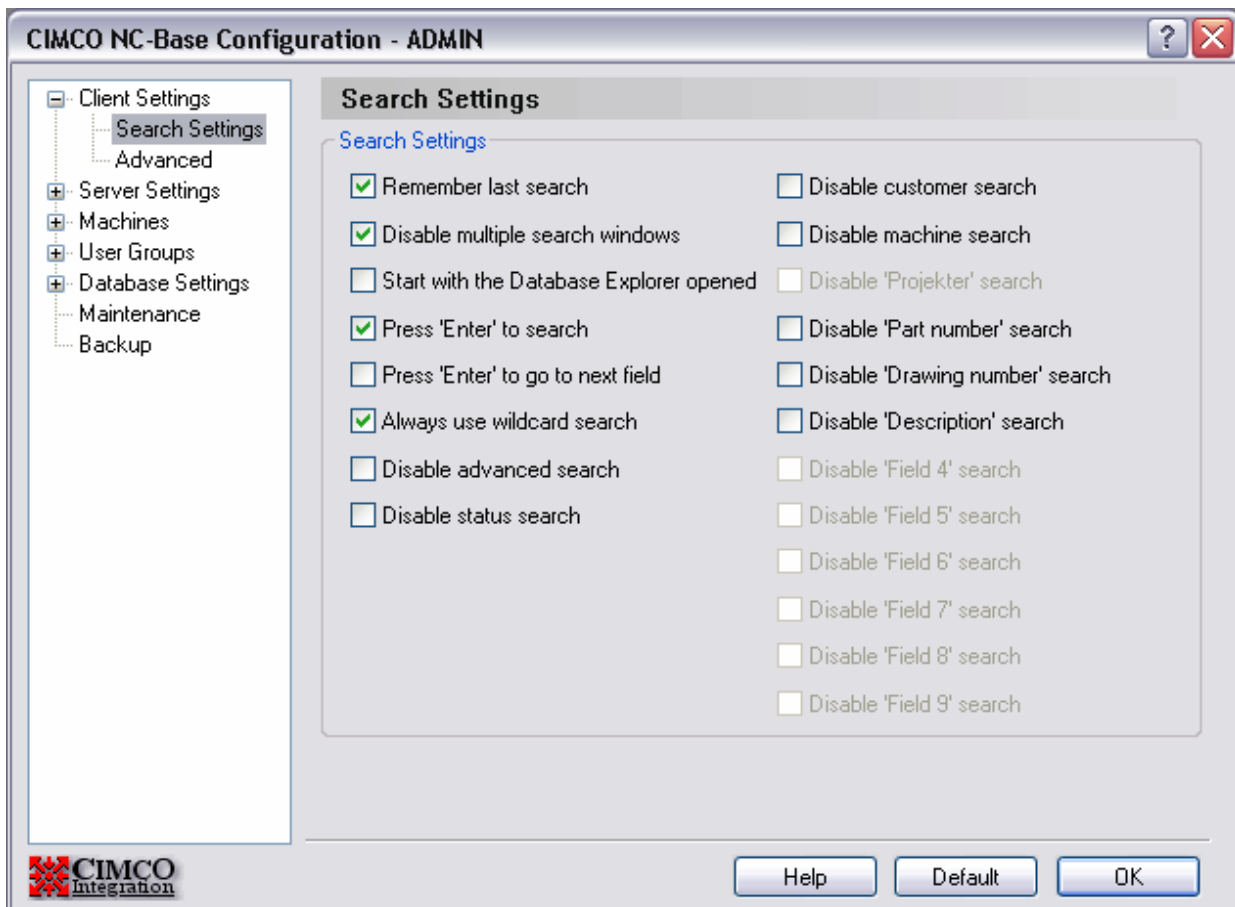 CIMCO NC-Base Configuration - ADMIN
Client Settings
Search Settings
Advanced
Server Settings
Machines
User Groups
Database Settings
Maintenance
Backup
Search Settings
Search Settings
Remember last search
Disable multiple search windows
Start with the Database Explorer opened
Press 'Enter' to search
Press 'Enter' to go to next field
Always use wildcard search
Disable advanced search
Disable status search
Disable customer search
Disable machine search
Disable 'Projekter' search
Disable 'Part number' search
Disable 'Drawing number' search
Disable 'Description' search
Disable 'Field 4' search
Disable 'Field 5' search
Disable 'Field 6' search
Disable 'Field 7' search
Disable 'Field 8' search
Disable 'Field 9' search
CIMCO
Integration
Help
Default
OK